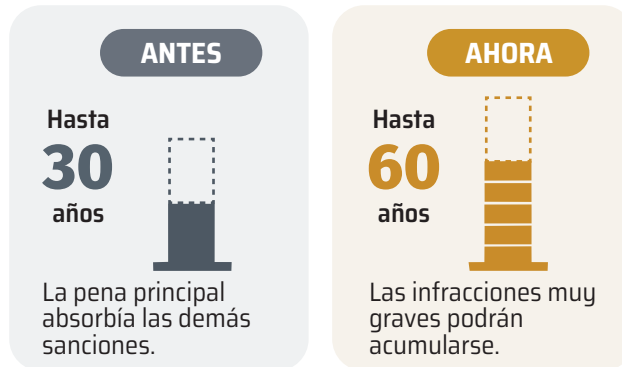 ANTES
Hasta
30
años
La pena principal
absorbía las demás
sanciones.
AHORA
Hasta
60
años
Las infracciones muy
graves podrán
acumularse.